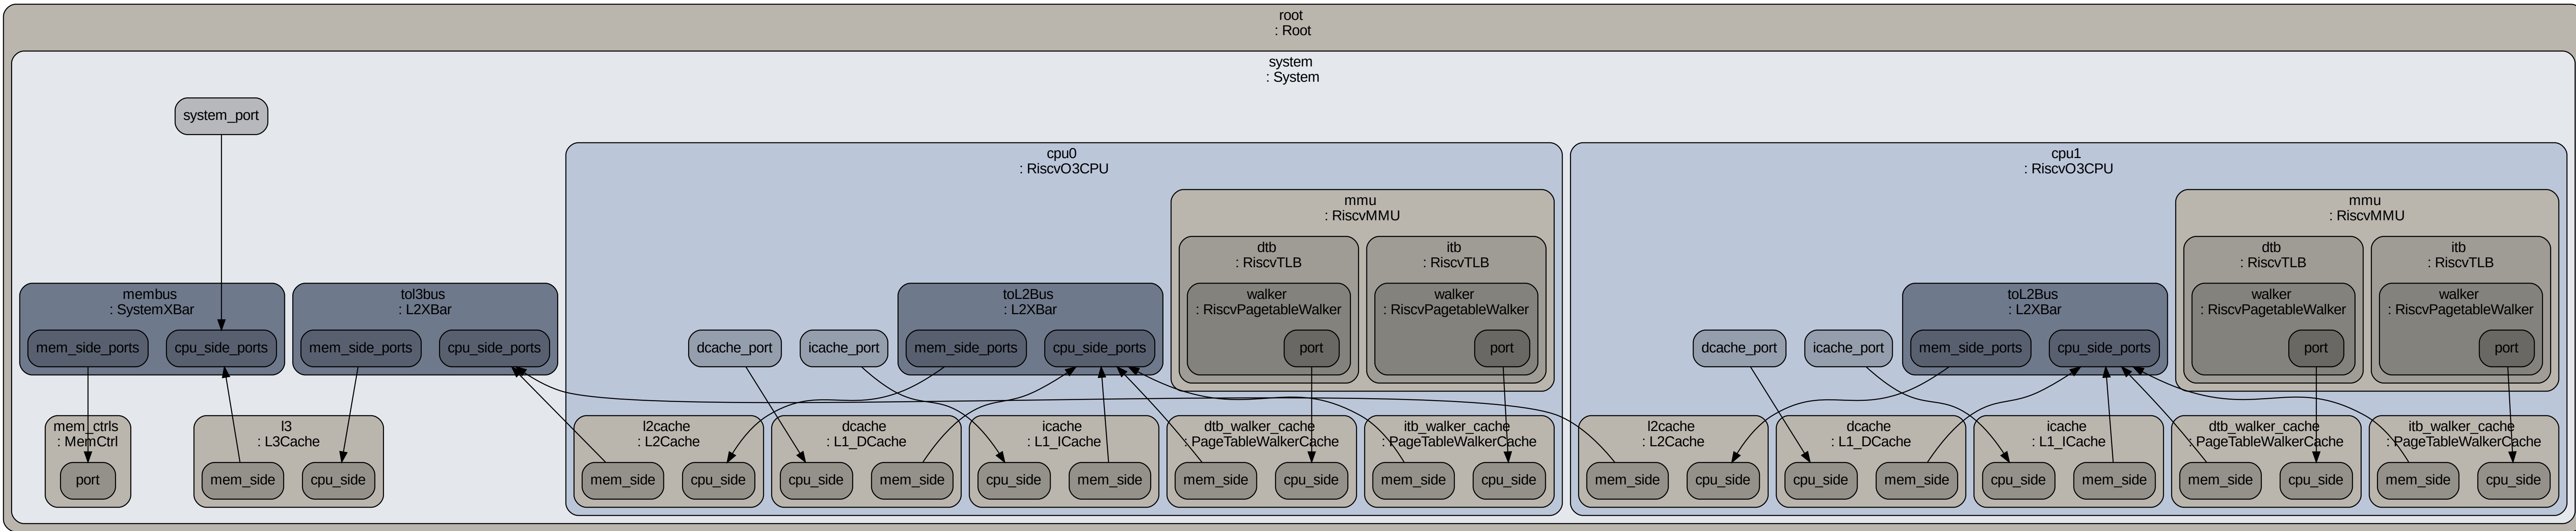 root
: Root
system
: System
system_port
membus
: SystemXBar
mem_side_ports
cpu_side_ports
tol3bus
: L2XBar
mem_side_ports
cpu_side_ports
mem_ctrls
: MemCtrl
port
l3
: L3Cache
mem_side
cpu_side
cpu0
: RiscvO3CPU
mmu
: RiscvMMU
dtb
: RiscvTLB
walker
: RiscvPagetableWalker
port
itb
: RiscvTLB
walker
: RiscvPagetableWalker
port
toL2Bus
: L2XBar
mem_side_ports
cpu_side_ports
dcache_port
icache_port
l2cache
: L2Cache
mem_side
cpu_side
dcache
: L1_DCache
cpu_side
mem_side
icache
: L1_ICache
cpu_side
mem_side
dtb_walker_cache
: PageTableWalkerCache
mem_side
cpu_side
itb_walker_cache
: PageTableWalkerCache
mem_side
cpu_side
cpu1
: RiscvO3CPU
mmu
: RiscvMMU
dtb
: RiscvTLB
walker
: RiscvPagetableWalker
port
itb
: RiscvTLB
walker
: RiscvPagetableWalker
port
toL2Bus
: L2XBar
mem_side_ports
cpu_side_ports
dcache_port
icache_port
l2cache
: L2Cache
mem_side
cpu_side
dcache
: L1_DCache
cpu_side
mem_side
icache
: L1_ICache
cpu_side
mem_side
dtb_walker_cache
: PageTableWalkerCache
mem_side
cpu_side
itb_walker_cache
: PageTableWalkerCache
mem_side
cpu_side